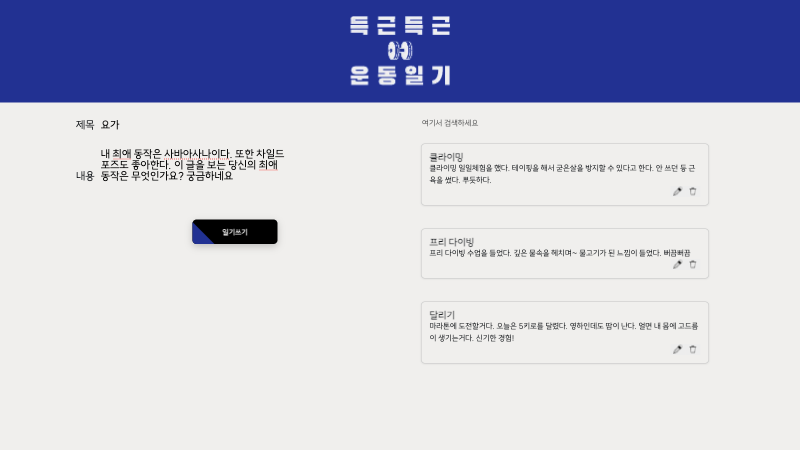 득근득근
운동일기
제목 요가
내 최애 동작은 사바아사나이다. 또한 차일드
포즈도 좋아한다. 이 글을 보는 당신의 최애
내용 동작은 무엇인가요? 궁금하네요
일기쓰기
여기서 검색하세요
클라이밍
클라이밍 일일체험을 했다. 테이핑을 해서 굳은살을 방지할 수 있다고 한다. 안 쓰던 등 근
육을 썼다. 뿌듯하다.
프리 다이빙
프리 다이빙 수업을 들었다. 깊은 물속을 헤치며~ 물고기가 된 느낌이 들었다. 뻐끔뻐끔
달리기
마라톤에 도전할거다. 오늘은 5키로를 달렸다. 영하인데도 땀이 난다. 얼면 내 몸에 고드름
이 생기는거다. 신기한 경험!